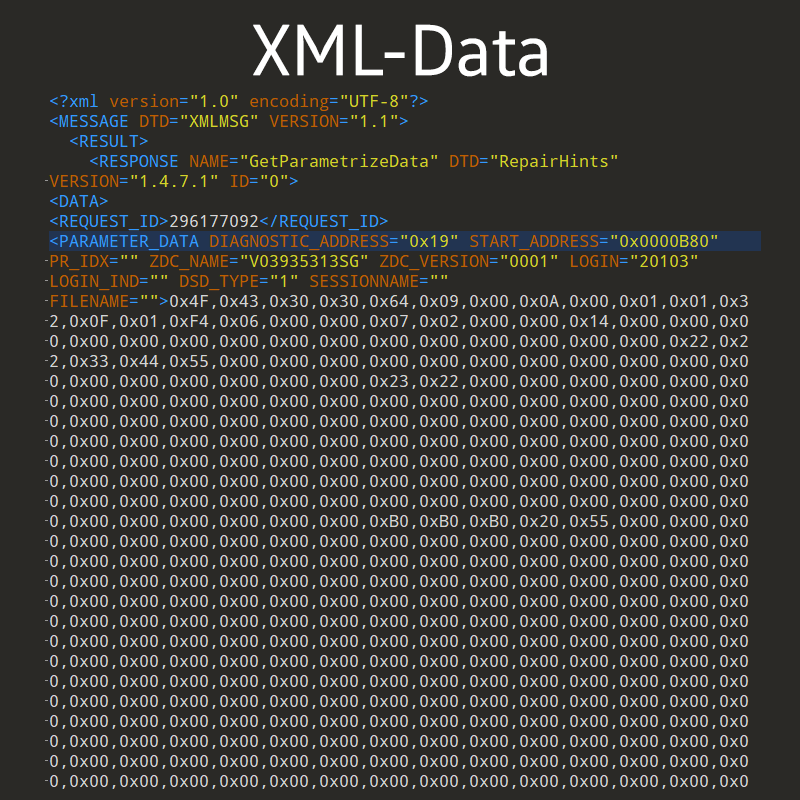 XML-Data
<?xml version="1.0" encoding="UTF-8"?>
<MESSAGE DTD="XMLMSG" VERSION="1.1">
<RESULT>
<RESPONSE NAME="GetParametrizeData" DTD="RepairHints"
VERSION="1.4.7.1" ID="0">
<DATA>
<REQUEST_ID>296177092</REQUEST_ID>
<PARAMETER_DATA DIAGNOSTIC_ADDRESS="0x19" START_ADDRESS="0x0000B80"
PR_IDX="" ZDC_NAME="V03935313SG" ZDC_VERSION="0001" LOGIN="20103"
LOGIN_IND="" DSD_TYPE="1" SESSIONNAME=""
FILENAME="">0x4F,0x43,0x30,0x30,0x64,0x09,0x00,0x0A,0x00,0x01,0x01,0x3
2,0x0F,0x01,0xF4,0x06,0x00,0x00,0x07,0x02,0x00,0x00,0x14,0x00,0x00,0x0
0,0x00,0x00,0x00,0x00,0x00,0x00,0x00,0x00,0x00,0x00,0x00,0x00,0x22,0x2
2,0x33,0x44,0x55,0x00,0x00,0x00,0x00,0x00,0x00,0x00,0x00,0x00,0x00,0x0
0,0x00,0x00,0x00,0x00,0x00,0x00,0x23,0x22,0x00,0x00,0x00,0x00,0x00,0x0
0,0x00,0x00,0x00,0x00,0x00,0x00,0x00,0x00,0x00,0x00,0x00,0x00,0x00,0x0
0,0x00,0x00,0x00,0x00,0x00,0x00,0x00,0x00,0x00,0x00,0x00,0x00,0x00,0x0
0,0x00,0x00,0x00,0x00,0x00,0x00,0x00,0x00,0x00,0x00,0x00,0x00,0x00,0x0
0,0x00,0x00,0x00,0x00,0x00,0x00,0x00,0x00,0x00,0x00,0x00,0x00,0x00,0x0
0,0x00,0x00,0x00,0x00,0x00,0x00,0x00,0x00,0x00,0x00,0x00,0x00,0x00,0x0
0,0x00,0x00,0x00,0x00,0x00,0x00,0x00,0x00,0x00,0x00,0x00,0x00,0x00,0x0
0,0x00,0x00,0x00,0x00,0x00,0x00,0xB0,0xB0,0xB0,0x20,0x55,0x00,0x00,0x0
0,0x00,0x00,0x00,0x00,0x00,0x00,0x00,0x00,0x00,0x00,0x00,0x00,0x00,0x0
0,0x00,0x00,0x00,0x00,0x00,0x00,0x00,0x00,0x00,0x00,0x00,0x00,0x00,0x0
0,0x00,0x00,0x00,0x00,0x00,0x00,0x00,0x00,0x00,0x00,0x00,0x00,0x00,0x0
0,0x00,0x00,0x00,0x00,0x00,0x00,0x00,0x00,0x00,0x00,0x00,0x00,0x00,0x0
0,0x00,0x00,0x00,0x00,0x00,0x00,0x00,0x00,0x00,0x00,0x00,0x00,0x00,0x0
0,0x00,0x00,0x00,0x00,0x00,0x00,0x00,0x00,0x00,0x00,0x00,0x00,0x00,0x0
0,0x00,0x00,0x00,0x00,0x00,0x00,0x00,0x00,0x00,0x00,0x00,0x00,0x00,0x0
0,0x00,0x00,0x00,0x00,0x00,0x00,0x00,0x00,0x00,0x00,0x00,0x00,0x00,0x0
0,0x00,0x00,0x00,0x00,0x00,0x00,0x00,0x00,0x00,0x00,0x00,0x00,0x00,0x0
0,0x00,0x00,0x00,0x00,0x00,0x00,0x00,0x00,0x00,0x00,0x00,0x00,0x00,0x0
0,0x00,0x00,0x00,0x00,0x00,0x00,0x00,0x00,0x00,0x00,0x00,0x00,0x00,0x0
0,0x00,0x00,0x00,0x00,0x00,0x00,0x00,0x00,0x00,0x00,0x00,0x00,0x00,0x0
0,0x00,0x00,0x00,0x00,0x00,0x00,0x00,0x00,0x00,0x00,0x00,0x00,0x00,0x0